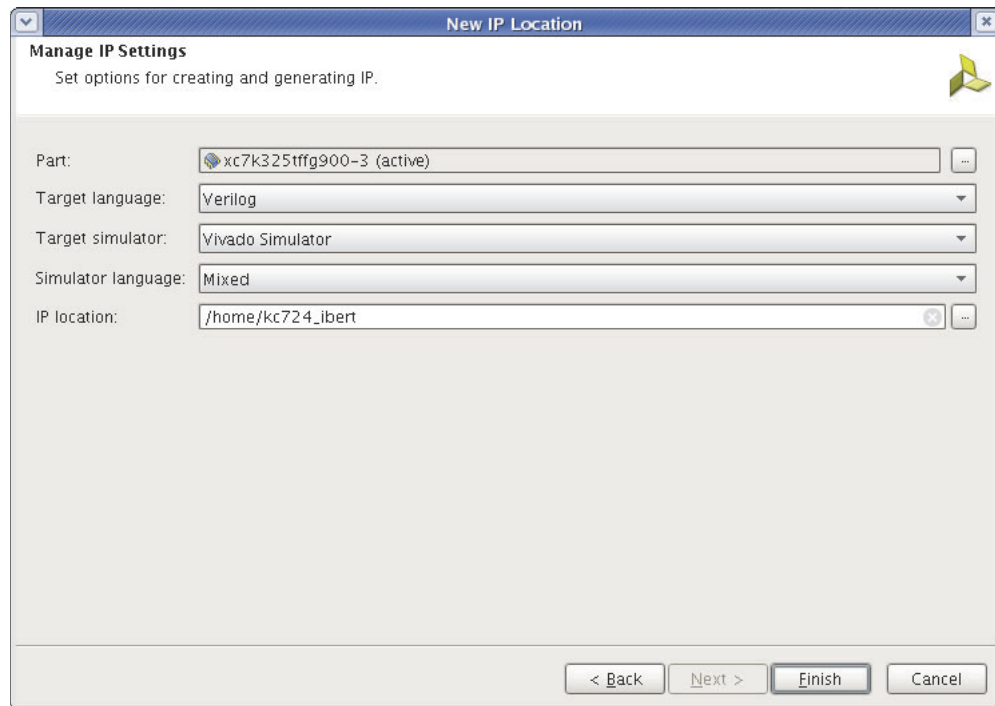 New IP Location
Manage IP Settings
Set options for creating and generating IP.
Part: xc7k325tffg900-3 (active) ...
Target language: Verilog
Target simulator: Vivado Simulator
Simulator language: Mixed
IP location: /home/kc724_ibert ...
< Back Next > Finish Cancel